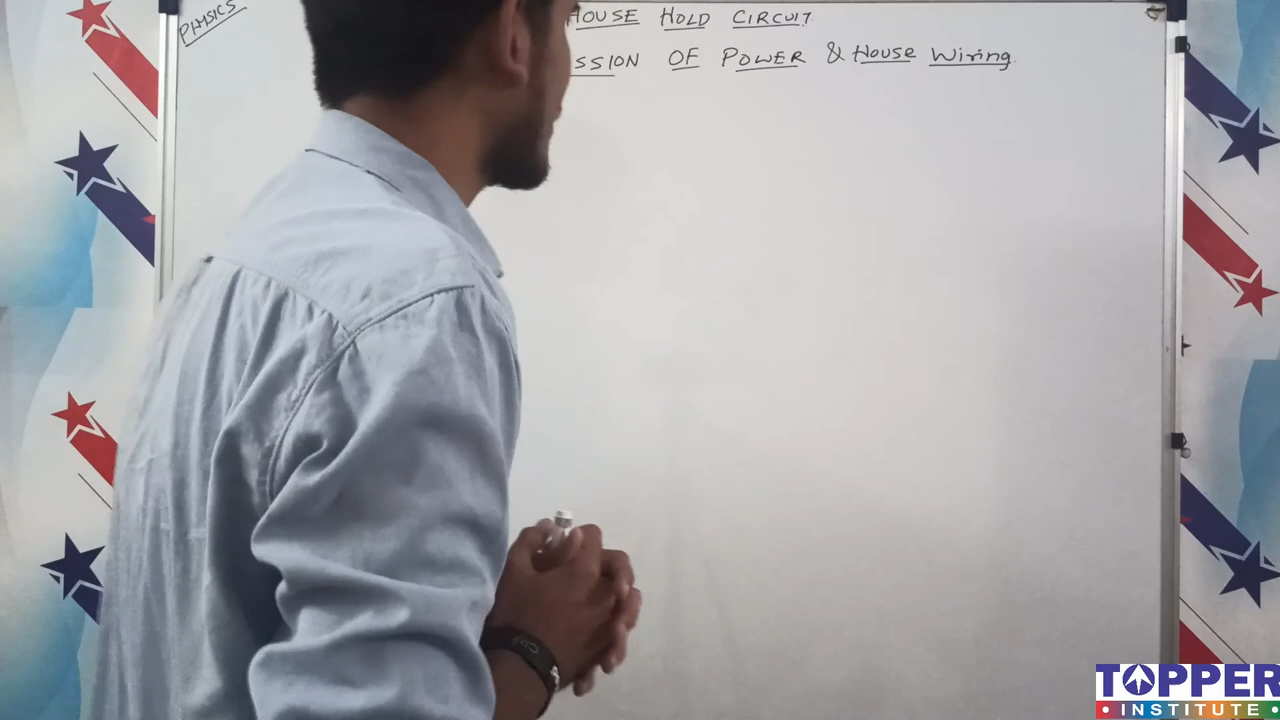 PHYSICS
HOUSE HOLD CIRCUIT
SSION OF POWER & House Wiring
TOPPER
INSTITUTE